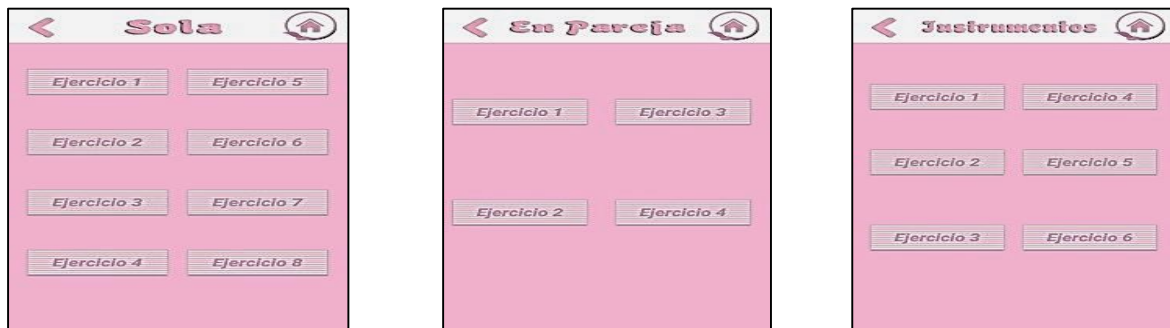 Sola
Ejercicio 1 Ejercicio 5
Ejercicio 2 Ejercicio 6
Ejercicio 3 Ejercicio 7
Ejercicio 4 Ejercicio 8
En Pareja
Ejercicio 1 Ejercicio 3
Ejercicio 2 Ejercicio 4
Instrumentos
Ejercicio 1 Ejercicio 4
Ejercicio 2 Ejercicio 5
Ejercicio 3 Ejercicio 6